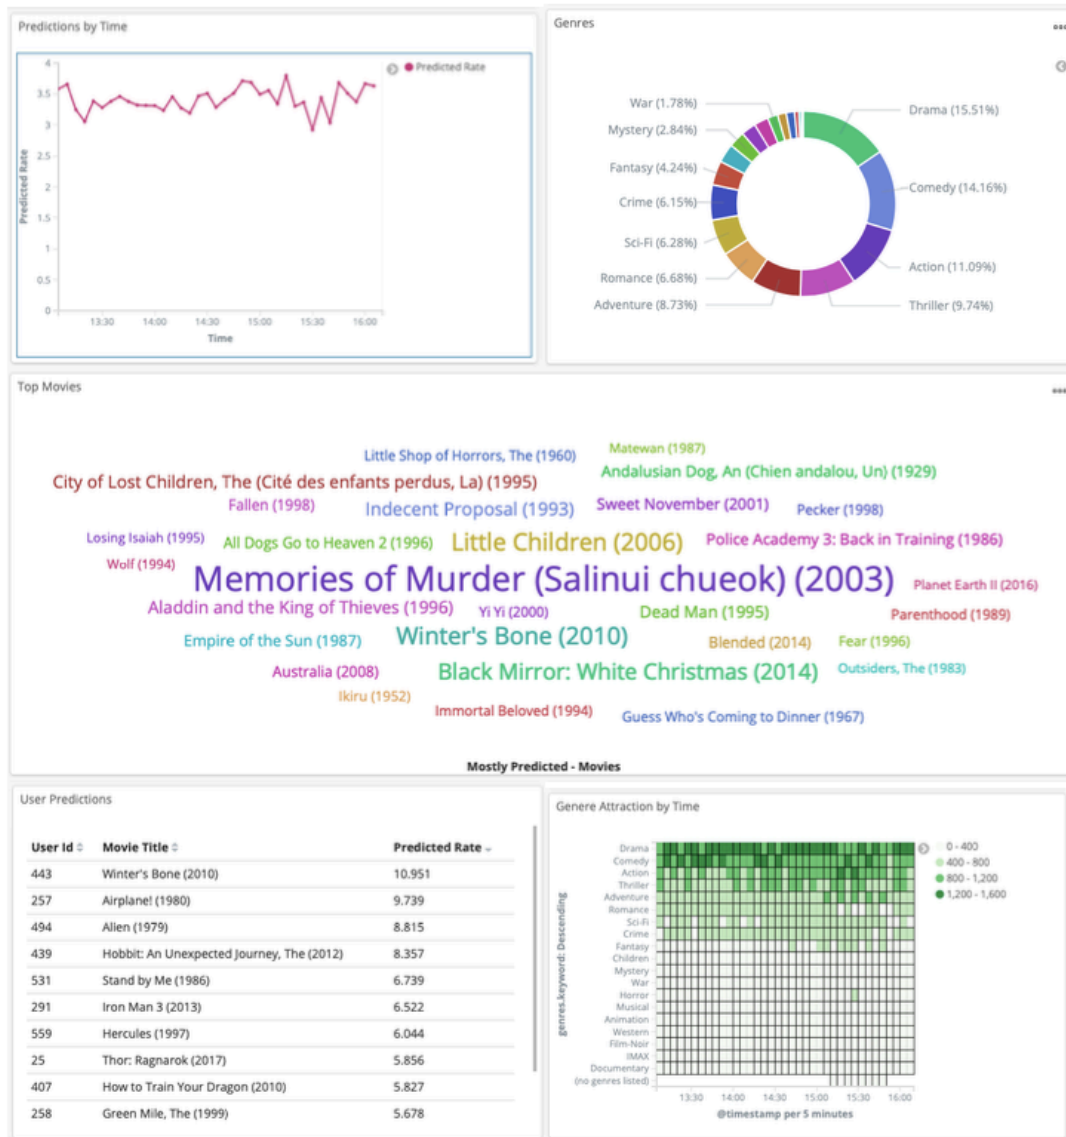 Predictions by Time
4
3.5
3
2.5
2
1.5
1
0.5
0
Predicted Rate
13:30 14:00 14:30 15:00 15:30 16:00
Time
Predicted Rate
Genres
War (1.78%)
Mystery (2.84%)
Fantasy (4.24%)
Crime (6.15%)
Sci-Fi (6.28%)
Romance (6.68%)
Adventure (8.73%)
Drama (15.51%)
Comedy (14.16%)
Action (11.09%)
Thriller (9.74%)
Top Movies
Little Shop of Horrors, The (1960) Matewan (1987)
City of Lost Children, The (Cité des enfants perdus, La) (1995) Andalusian Dog, An (Chien andalou, Un) (1929)
Fallen (1998) Indecent Proposal (1993) Sweet November (2001) Pecker (1998)
Losing Isaiah (1995) All Dogs Go to Heaven 2 (1996) Little Children (2006) Police Academy 3: Back in Training (1986)
Wolf (1994) Memories of Murder (Salinui chueok) (2003) Planet Earth II (2016)
Aladdin and the King of Thieves (1996) Yi Yi (2000) Dead Man (1995) Parenthood (1989)
Empire of the Sun (1987) Winter's Bone (2010) Blended (2014) Fear (1996)
Australia (2008) Black Mirror: White Christmas (2014) Outsiders, The (1983)
Ikiru (1952)
Immortal Beloved (1994) Guess Who's Coming to Dinner (1967)
Mostly Predicted - Movies
User Predictions
User Id Movie Title Predicted Rate
443 Winter's Bone (2010) 10.951
257 Airplane! (1980) 9.739
494 Alien (1979) 8.815
439 Hobbit: An Unexpected Journey, The (2012) 8.357
531 Stand by Me (1986) 6.739
291 Iron Man 3 (2013) 6.522
559 Hercules (1997) 6.044
25 Thor: Ragnarok (2017) 5.856
407 How to Train Your Dragon (2010) 5.827
258 Green Mile, The (1999) 5.678
Genere Attraction by Time
genres.keyword: Descending
Drama
Comedy
Action
Thriller
Adventure
Romance
Sci-Fi
Crime
Fantasy
Children
Mystery
War
Horror
Musical
Animation
Western
Film-Noir
IMAX
Documentary
(no genres listed)
13:30 14:00 14:30 15:00 15:30 16:00
@timestamp per 5 minutes
0 - 400
400 - 800
800 - 1,200
1,200 - 1,600